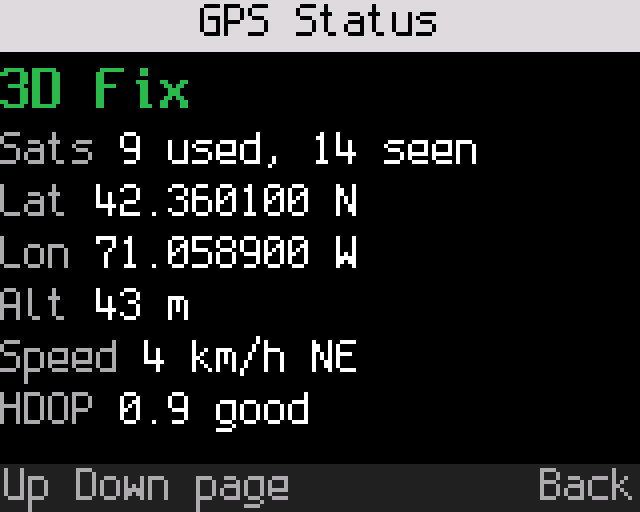 GPS Status
3D Fix
Sats 9 used, 14 seen
Lat 42.360100 N
Lon 71.058900 W
Alt 43 m
Speed 4 km/h NE
HDOP 0.9 good
Up Down page Back